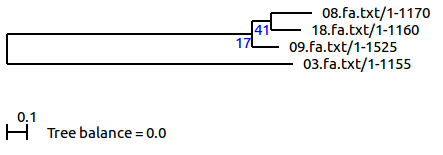 08.fa.txt/1-1170
41
18.fa.txt/1-1160
17
09.fa.txt/1-1525
03.fa.txt/1-1155
0.1
Tree balance = 0.0